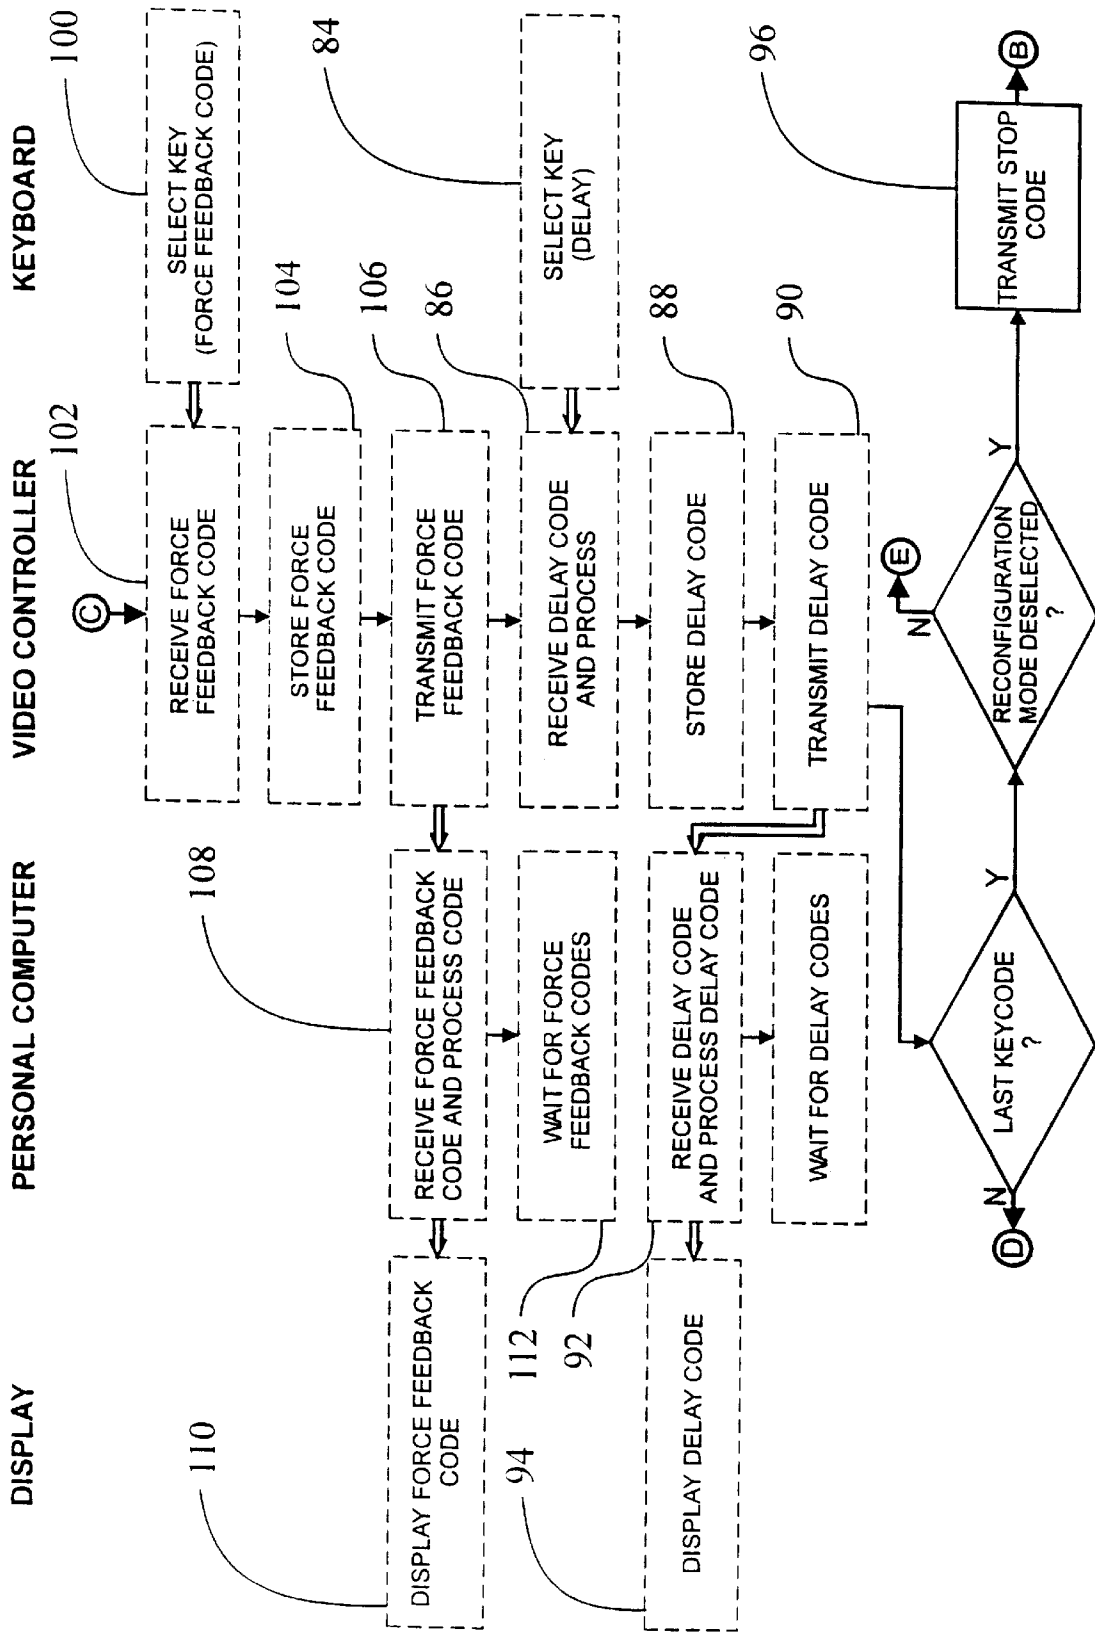 DISPLAY
PERSONAL COMPUTER
VIDEO CONTROLLER
KEYBOARD
C
102
100
RECEIVE FORCE
FEEDBACK CODE
SELECT KEY
(FORCE FEEDBACK CODE)
104
STORE FORCE
FEEDBACK CODE
110
108
106
DISPLAY FORCE FEEDBACK
CODE
RECEIVE FORCE FEEDBACK
CODE AND PROCESS CODE
TRANSMIT FORCE
FEEDBACK CODE
86
84
WAIT FOR FORCE
FEEDBACK CODES
RECEIVE DELAY CODE
AND PROCESS
SELECT KEY
(DELAY)
112
92
94
88
DISPLAY DELAY CODE
RECEIVE DELAY CODE
AND PROCESS DELAY CODE
STORE DELAY CODE
90
WAIT FOR DELAY CODES
TRANSMIT DELAY CODE
96
E
N
D
N
LAST KEYCODE
?
Y
RECONFIGURATION
MODE DESELECTED
?
Y
TRANSMIT STOP
CODE
B